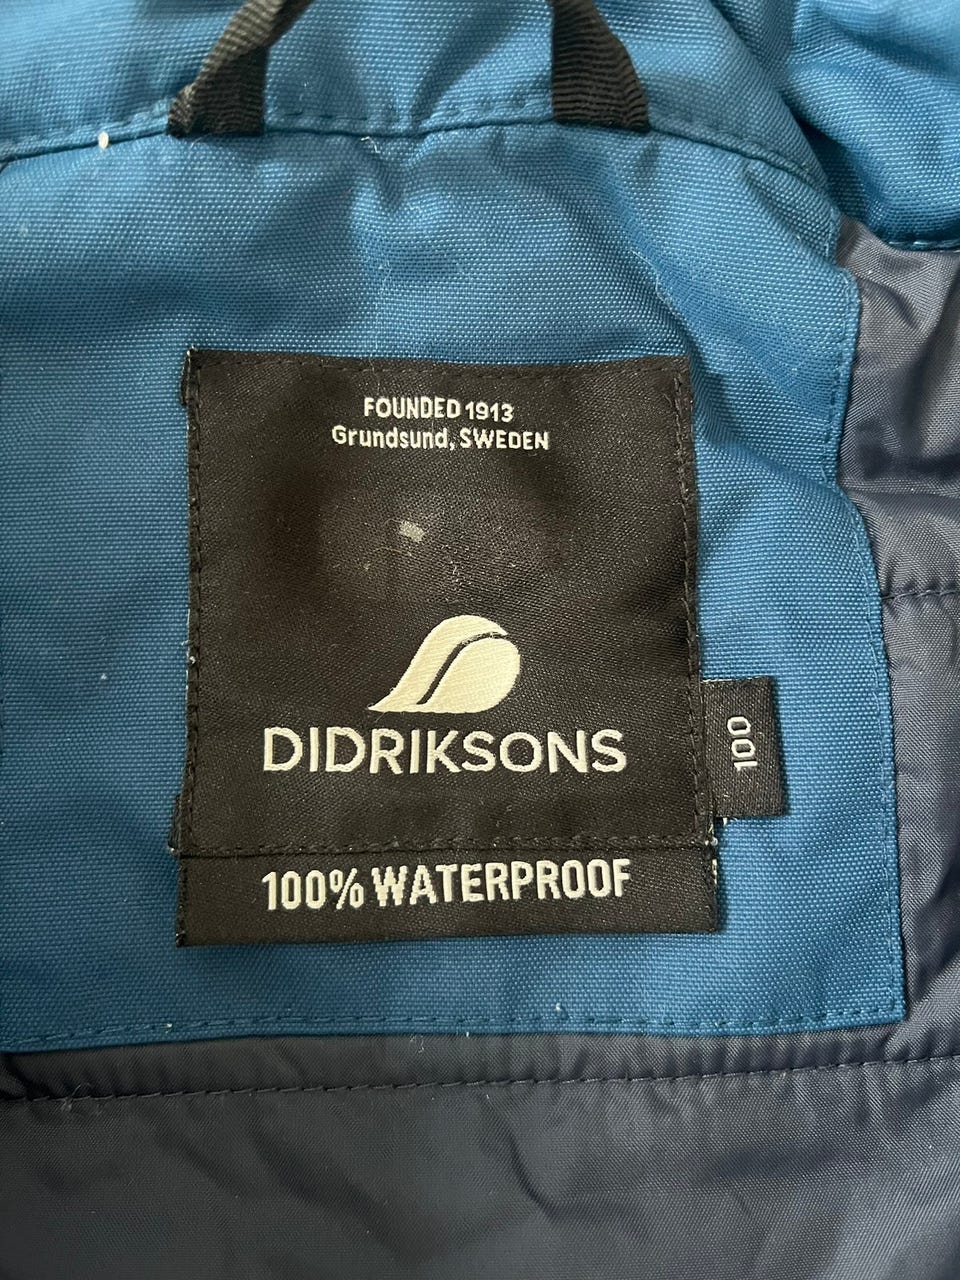 FOUNDED 1913
Grundsund, SWEDEN
DIDRIKSONS
100
100% WATERPROOF